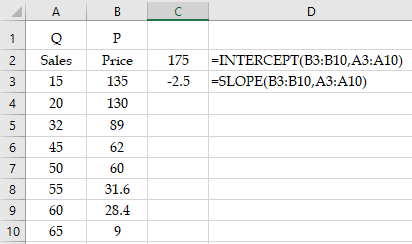 A B C D
1 Q P
2 Sales Price 175 =INTERCEPT(B3:B10,A3:A10)
3 15 135 -2.5 =SLOPE(B3:B10,A3:A10)
4 20 130
5 32 89
6 45 62
7 50 60
8 55 31.6
9 60 28.4
10 65 9